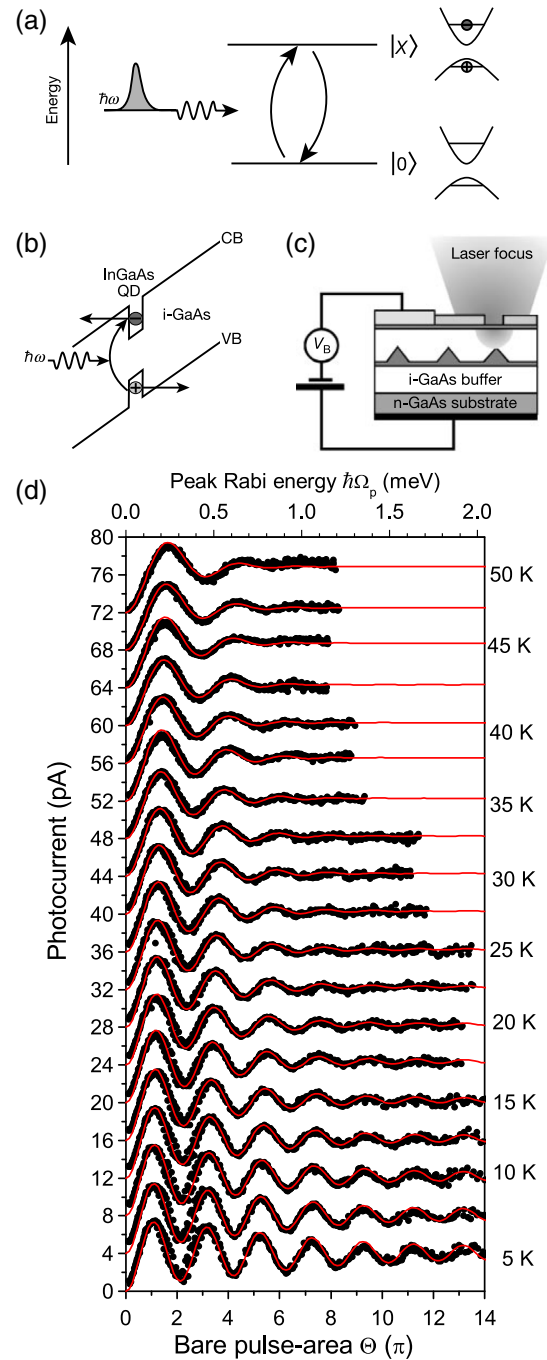 (a)
Energy
ħω
|X⟩
|0⟩
(b)
CB
InGaAs
QD
i-GaAs
VB
ħω
(c)
Laser focus
V_B
i-GaAs buffer
n-GaAs substrate
(d)
Peak Rabi energy ħΩ_p (meV)
0.0 0.5 1.0 1.5 2.0
80
76
72
68
64
60
56
52
48
44
40
36
32
28
24
20
16
12
8
4
0
Photocurrent (pA)
50 K
45 K
40 K
35 K
30 K
25 K
20 K
15 K
10 K
5 K
0 2 4 6 8 10 12 14
Bare pulse-area Θ (π)